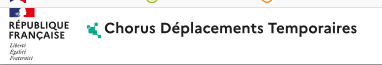 RÉPUBLIQUE
FRANÇAISE
Liberté
Égalité
Fraternité
Chorus Déplacements Temporaires